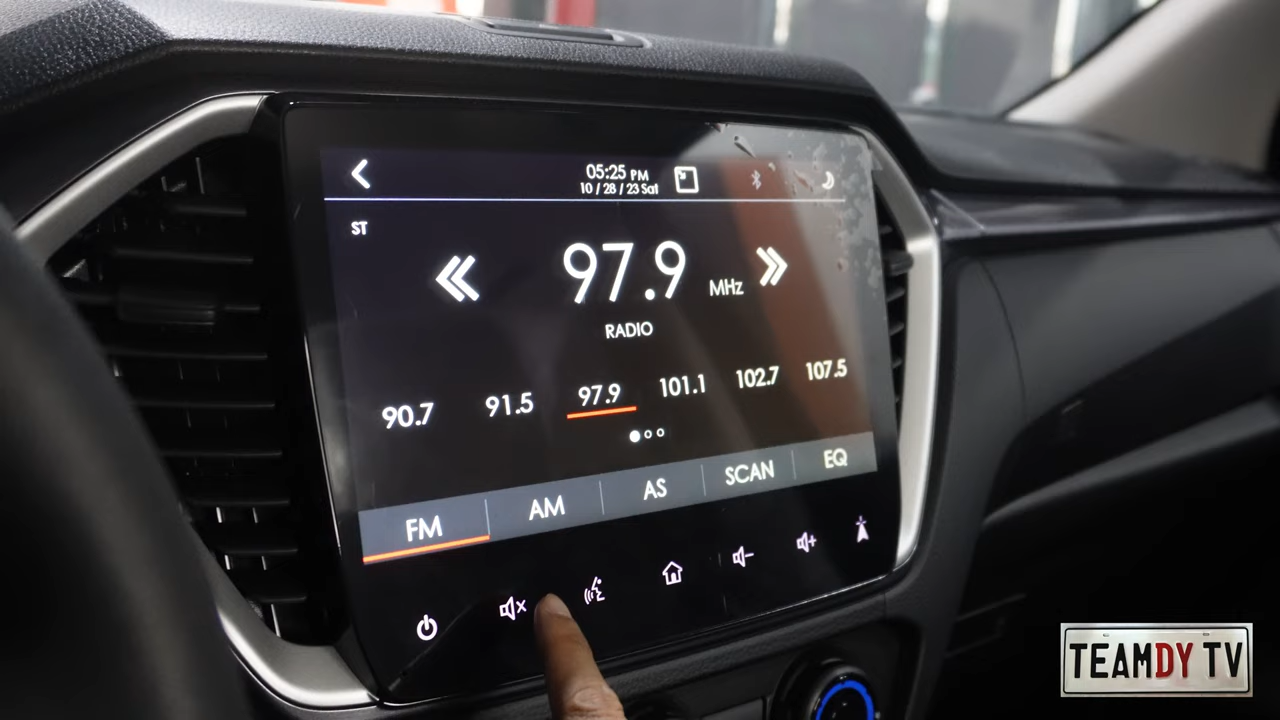 05:25 PM
10 / 28 / 23 Sat
ST
97.9 MHz
RADIO
90.7 91.5 97.9 101.1 102.7 107.5
FM AM AS SCAN EQ
TEAMDY TV